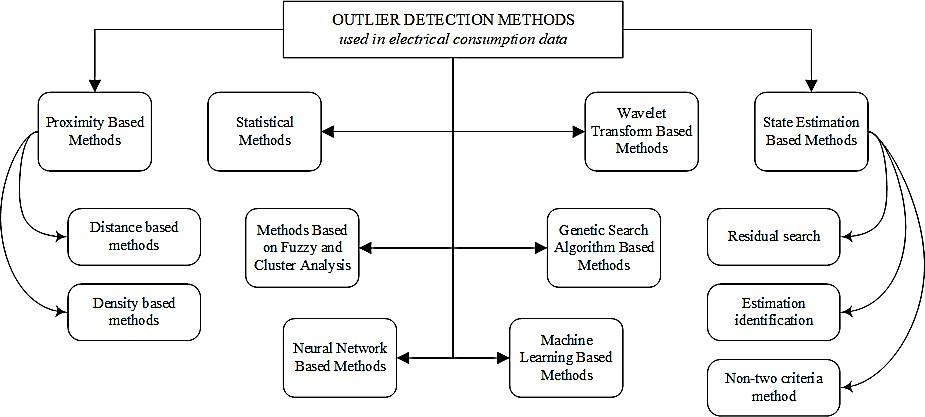 OUTLIER DETECTION METHODS
used in electrical consumption data
Proximity Based
Methods
Statistical
Methods
Wavelet
Transform Based
Methods
State Estimation
Based Methods
Distance based
methods
Methods Based
on Fuzzy and
Cluster Analysis
Genetic Search
Algorithm Based
Methods
Residual search
Density based
methods
Estimation
identification
Neural Network
Based Methods
Machine
Learning Based
Methods
Non-two criteria
method